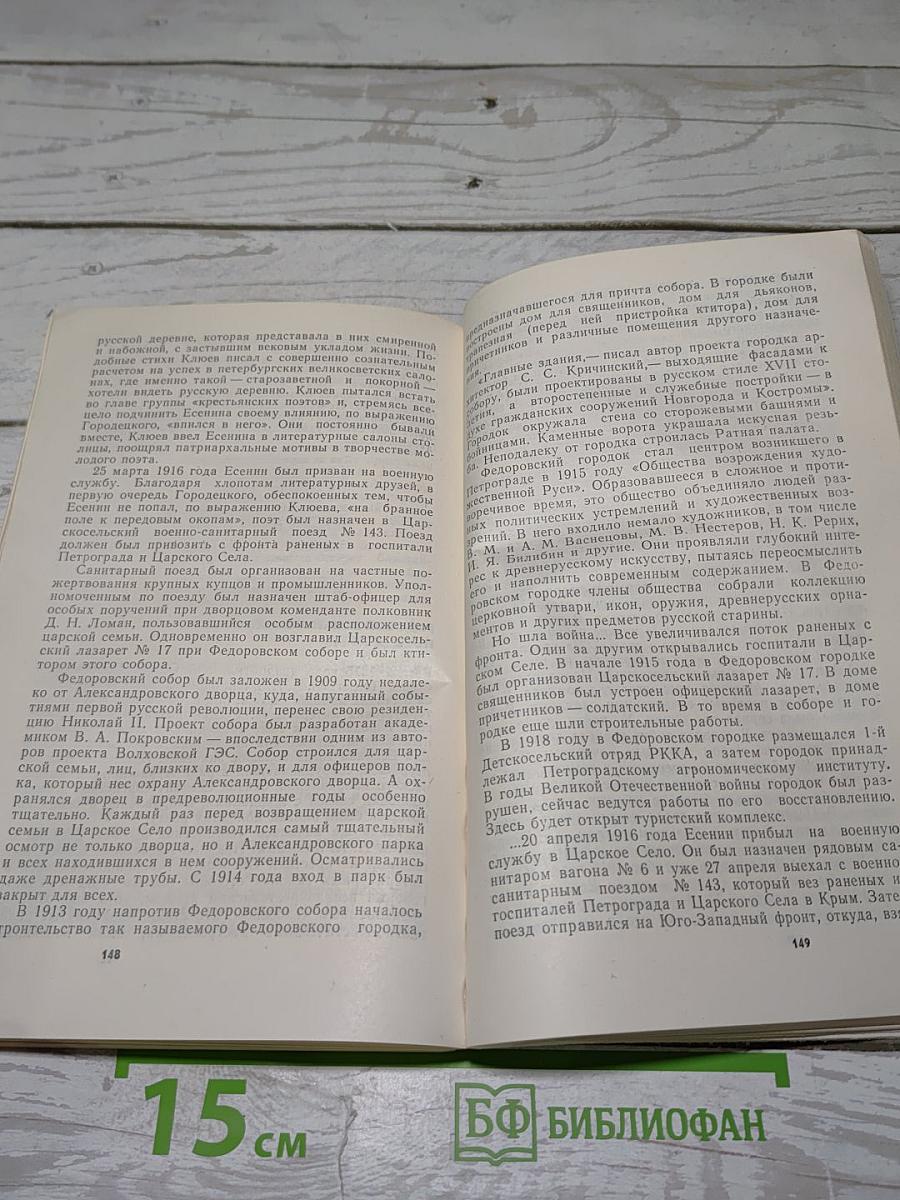 русской деревне, которая представала в них смиренной
и набожной, с застывшим вековым укладом жизни. По-
добные стихи Клюев писал с совершенно сознательным
расчетом на успех в петербургских великосветских сало-
нах, где именно такой — старозаветной и покорной —
хотели видеть русскую деревню. Клюев пытался встать
во главе группы «крестьянских поэтов» и, стремясь все-
цело подчинить Есенина своему влиянию, по выражению
Городецкого, «впился в него». Они постоянно бывали
вместе, Клюев ввел Есенина в литературные салоны сто-
лицы, поощрял патриархальные мотивы в творчестве мо-
лодого поэта.
25 марта 1916 года Есенин был призван на военную
службу. Благодаря хлопотам литературных друзей, в
первую очередь Городецкого, обеспокоенных тем, чтобы
Есенин не попал, по выражению Клюева, «на бранное
поле к передовым окопам», поэт был назначен в Цар-
скосельский военно-санитарный поезд № 143. Поезд
должен был привозить с фронта раненых в госпитали
Петрограда и Царского Села.
Санитарный поезд был организован на частные по-
жертвования крупных купцов и промышленников. Упол-
номоченным по поезду был назначен штаб-офицер для
особых поручений при дворцовом коменданте полковник
Д. Н. Ломан, пользовавшийся особым расположением
царской семьи. Одновременно он возглавил Царскосель-
ский лазарет № 17 при Федоровском соборе и был кти-
тором этого собора.
Федоровский собор был заложен в 1909 году недале-
ко от Александровского дворца, куда, напуганный собы-
тиями первой русской революции, перенес свою резиден-
цию Николай II. Проект собора был разработан акаде-
миком В. А. Покровским — впоследствии одним из авто-
ров проекта Волховской ГЭС. Собор строился для цар-
ской семьи, лиц, близких ко двору, и для офицеров пол-
ка, который нес охрану Александровского дворца. А ох-
ранялся дворец в предреволюционные годы особенно
тщательно. Каждый раз перед возвращением царской
семьи в Царское Село производился самый тщательный
осмотр не только дворца, но и Александровского парка
и всех находившихся в нем сооружений. Осматривались
даже дренажные трубы. С 1914 года вход в парк был
закрыт для всех.
В 1913 году напротив Федоровского собора началось
троительство так называемого Федоровского городка,
148
предназначавшегося для причта собора. В городке были
построены дом для священников, дом для дьяконов,
трапезная (перед ней пристройка ктитора), дом для
причетников и различные помещения другого назначе-
ния.
«Главные здания,— писал автор проекта городка ар-
хитектор С. С. Кричинский,— выходящие фасадами к
собору, были проектированы в русском стиле XVII сто-
летия, а второстепенные и служебные постройки — в
духе гражданских сооружений Новгорода и Костромы».
Городок окружала стена со сторожевыми башнями и
бойницами. Каменные ворота украшала искусная резь-
ба. Неподалеку от городка строилась Ратная палата.
Федоровский городок стал центром возникшего в
Петрограде в 1915 году «Общества возрождения худо-
жественной Руси». Образовавшееся в сложное и проти-
воречивое время, это общество объединяло людей раз-
ных политических устремлений и художественных воз-
зрений. В него входило немало художников, в том числе
В. М. и А. М. Васнецовы, М. В. Нестеров, Н. К. Рерих,
И. Я. Билибин и другие. Они проявляли глубокий инте-
рес к древнерусскому искусству, пытаясь переосмыслить
его и наполнить современным содержанием. В Федо-
ровском городке члены общества собрали коллекцию
церковной утвари, икон, оружия, древнерусских орна-
ментов и других предметов русской старины.
Но шла война... Все увеличивался поток раненых с
фронта. Один за другим открывались госпитали в Цар-
ском Селе. В начале 1915 года в Федоровском городке
был организован Царскосельский лазарет № 17. В доме
священников был устроен офицерский лазарет, в доме
причетников — солдатский. В то время в соборе и го-
родке еще шли строительные работы.
В 1918 году в Федоровском городке размещался 1-й
Детскосельский отряд РККА, а затем городок принад-
лежал Петроградскому агрономическому институту.
В годы Великой Отечественной войны городок был раз-
рушен, сейчас ведутся работы по его восстановлению.
Здесь будет открыт туристский комплекс.
...20 апреля 1916 года Есенин прибыл на военную
службу в Царское Село. Он был назначен рядовым са-
нитаром вагона № 6 и уже 27 апреля выехал с военно
санитарным поездом № 143, который вез раненых и
госпиталей Петрограда и Царского Села в Крым. Зате
поезд отправился на Юго-Западный фронт, откуда, взя
149
15 см
БФ БИБЛИОФАН